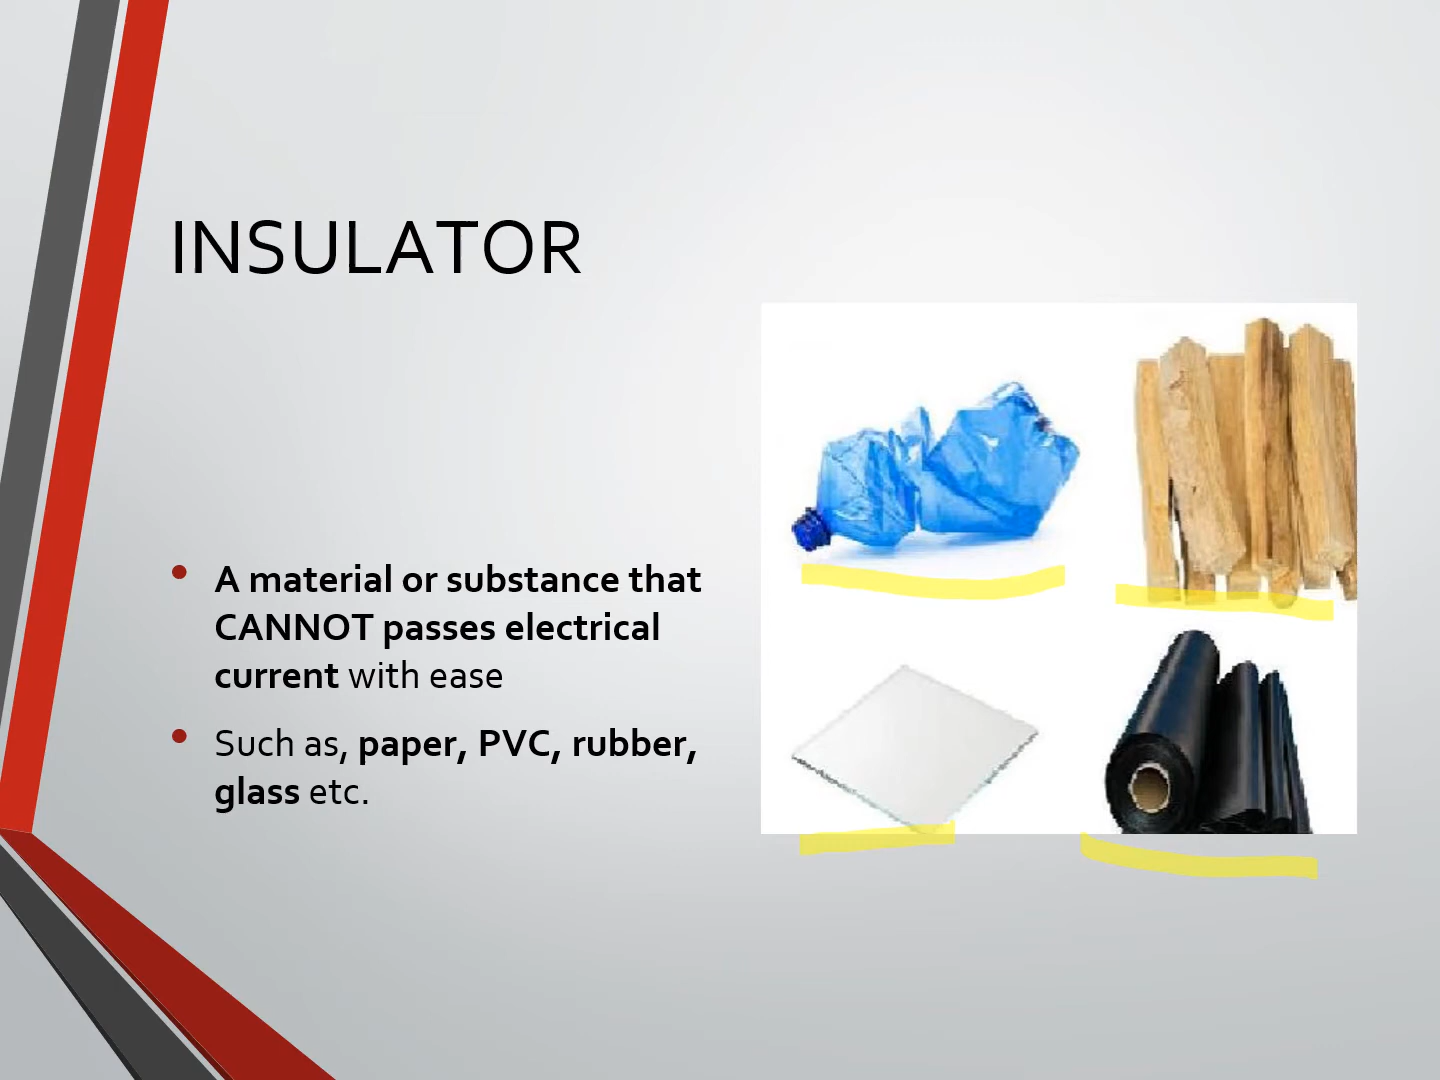 INSULATOR
• A material or substance that
CANNOT passes electrical
current with ease
• Such as, paper, PVC, rubber,
glass etc.